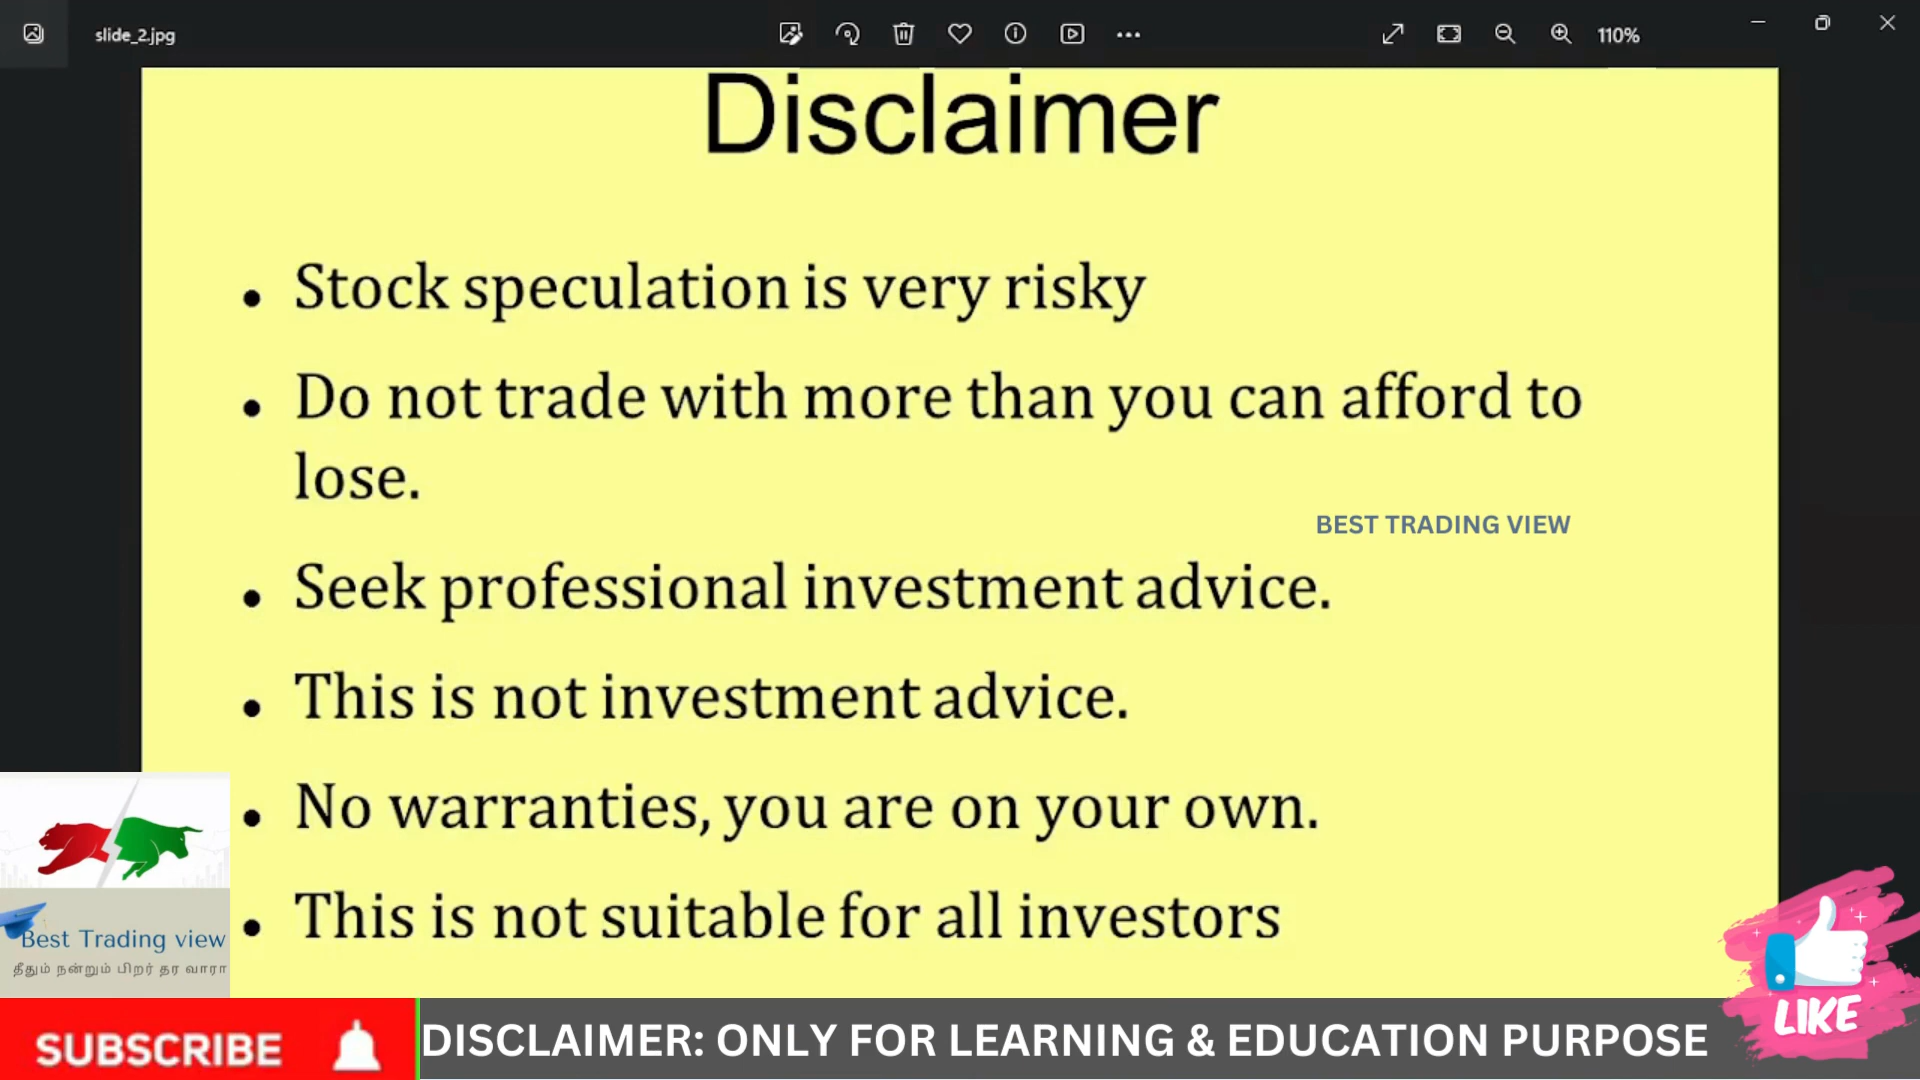 slide_2.jpg
110%
Disclaimer
• Stock speculation is very risky
• Do not trade with more than you can afford to
lose.
BEST TRADING VIEW
• Seek professional investment advice.
• This is not investment advice.
• No warranties, you are on your own.
• This is not suitable for all investors
Best Trading view
தீதும் நன்றும் பிறர் தர வாரா
LIKE
SUBSCRIBE
DISCLAIMER: ONLY FOR LEARNING & EDUCATION PURPOSE